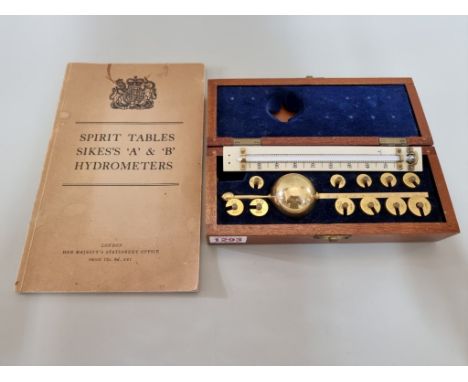 SPIRIT TABLES
SIKES'S 'A' & 'B'
HYDROMETERS
LONDON
HER MAJESTY'S STATIONERY OFFICE
1293